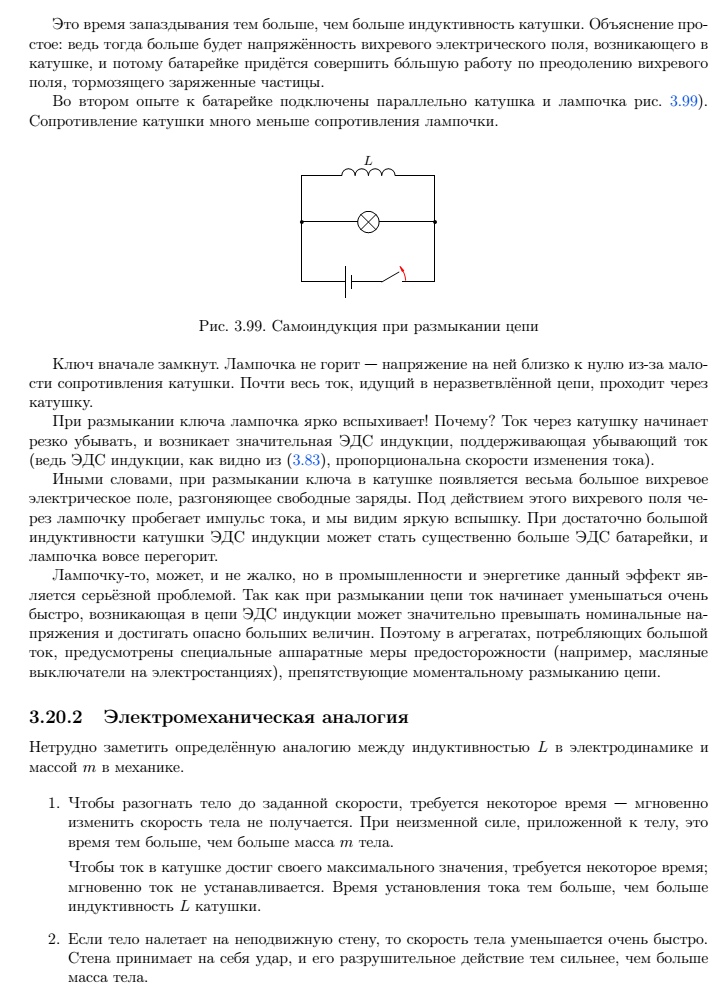 Это время запаздывания тем больше, чем больше индуктивность катушки. Объяснение про-
стое: ведь тогда больше будет напряжённость вихревого электрического поля, возникающего в
катушке, и потому батарейке придётся совершить бо́льшую работу по преодолению вихревого
поля, тормозящего заряженные частицы.
Во втором опыте к батарейке подключены параллельно катушка и лампочка рис. 3.99).
Сопротивление катушки много меньше сопротивления лампочки.
L
Рис. 3.99. Самоиндукция при размыкании цепи
Ключ вначале замкнут. Лампочка не горит — напряжение на ней близко к нулю из-за мало-
сти сопротивления катушки. Почти весь ток, идущий в неразветвлённой цепи, проходит через
катушку.
При размыкании ключа лампочка ярко вспыхивает! Почему? Ток через катушку начинает
резко убывать, и возникает значительная ЭДС индукции, поддерживающая убывающий ток
(ведь ЭДС индукции, как видно из (3.83), пропорциональна скорости изменения тока).
Иными словами, при размыкании ключа в катушке появляется весьма большое вихревое
электрическое поле, разгоняющее свободные заряды. Под действием этого вихревого поля че-
рез лампочку пробегает импульс тока, и мы видим яркую вспышку. При достаточно большой
индуктивности катушки ЭДС индукции может стать существенно больше ЭДС батарейки, и
лампочка вовсе перегорит.
Лампочку-то, может, и не жалко, но в промышленности и энергетике данный эффект яв-
ляется серьёзной проблемой. Так как при размыкании цепи ток начинает уменьшаться очень
быстро, возникающая в цепи ЭДС индукции может значительно превышать номинальные на-
пряжения и достигать опасно больших величин. Поэтому в агрегатах, потребляющих большой
ток, предусмотрены специальные аппаратные меры предосторожности (например, масляные
выключатели на электростанциях), препятствующие моментальному размыканию цепи.
3.20.2 Электромеханическая аналогия
Нетрудно заметить определённую аналогию между индуктивностью L в электродинамике и
массой m в механике.
1. Чтобы разогнать тело до заданной скорости, требуется некоторое время — мгновенно
изменить скорость тела не получается. При неизменной силе, приложенной к телу, это
время тем больше, чем больше масса m тела.
Чтобы ток в катушке достиг своего максимального значения, требуется некоторое время;
мгновенно ток не устанавливается. Время установления тока тем больше, чем больше
индуктивность L катушки.
2. Если тело налетает на неподвижную стену, то скорость тела уменьшается очень быстро.
Стена принимает на себя удар, и его разрушительное действие тем сильнее, чем больше
масса тела.